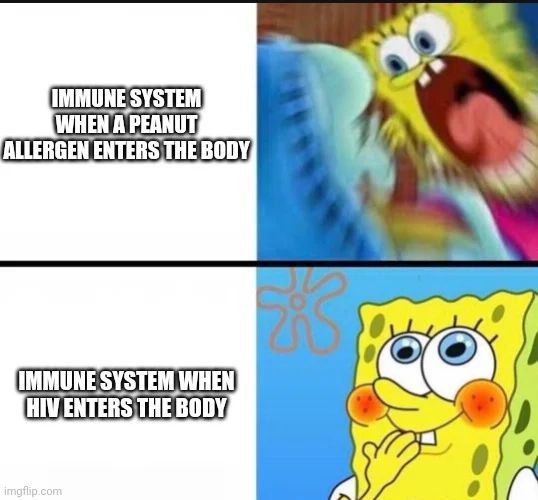 IMMUNE SYSTEM
WHEN A PEANUT
ALLERGEN ENTERS THE BODY
IMMUNE SYSTEM WHEN
HIV ENTERS THE BODY
imgflip.com